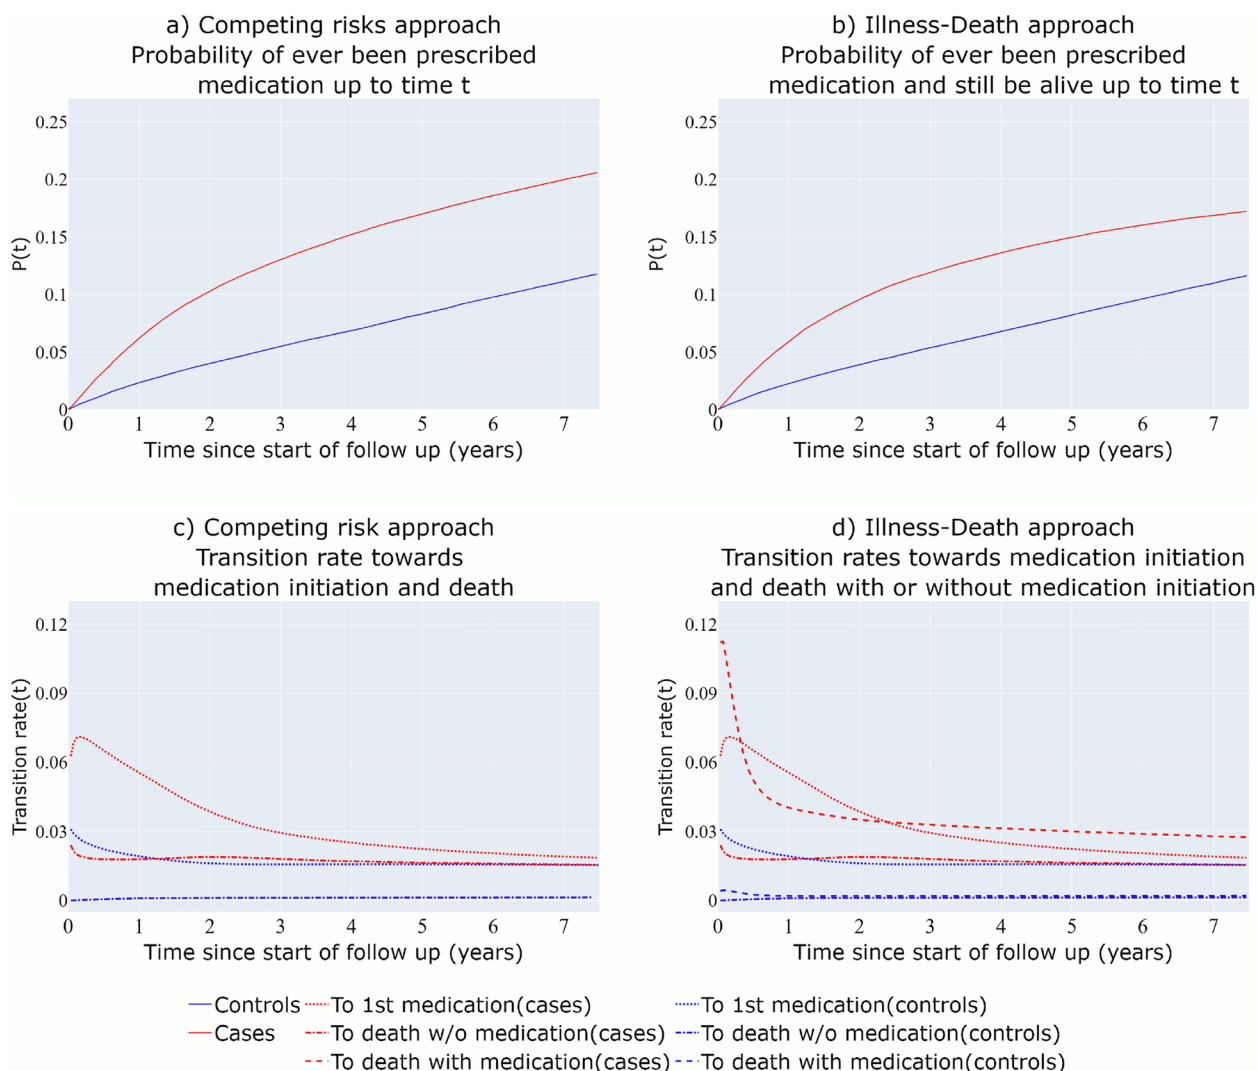 a) Competing risks approach
Probability of ever been prescribed
medication up to time t
0.25
0.2
0.15
0.1
0.05
0
P(t)
0 1 2 3 4 5 6 7
Time since start of follow up (years)
b) Illness-Death approach
Probability of ever been prescribed
medication and still be alive up to time t
0.25
0.2
0.15
0.1
0.05
0
P(t)
0 1 2 3 4 5 6 7
Time since start of follow up (years)
c) Competing risk approach
Transition rate towards
medication initiation and death
0.12
0.09
0.06
0.03
0
Transition rate(t)
0 1 2 3 4 5 6 7
Time since start of follow up (years)
d) Illness-Death approach
Transition rates towards medication initiation
and death with or without medication initiation
0.12
0.09
0.06
0.03
0
Transition rate(t)
0 1 2 3 4 5 6 7
Time since start of follow up (years)
Controls To 1st medication(cases) To 1st medication(controls)
Cases To death w/o medication(cases) To death w/o medication(controls)
To death with medication(cases) To death with medication(controls)